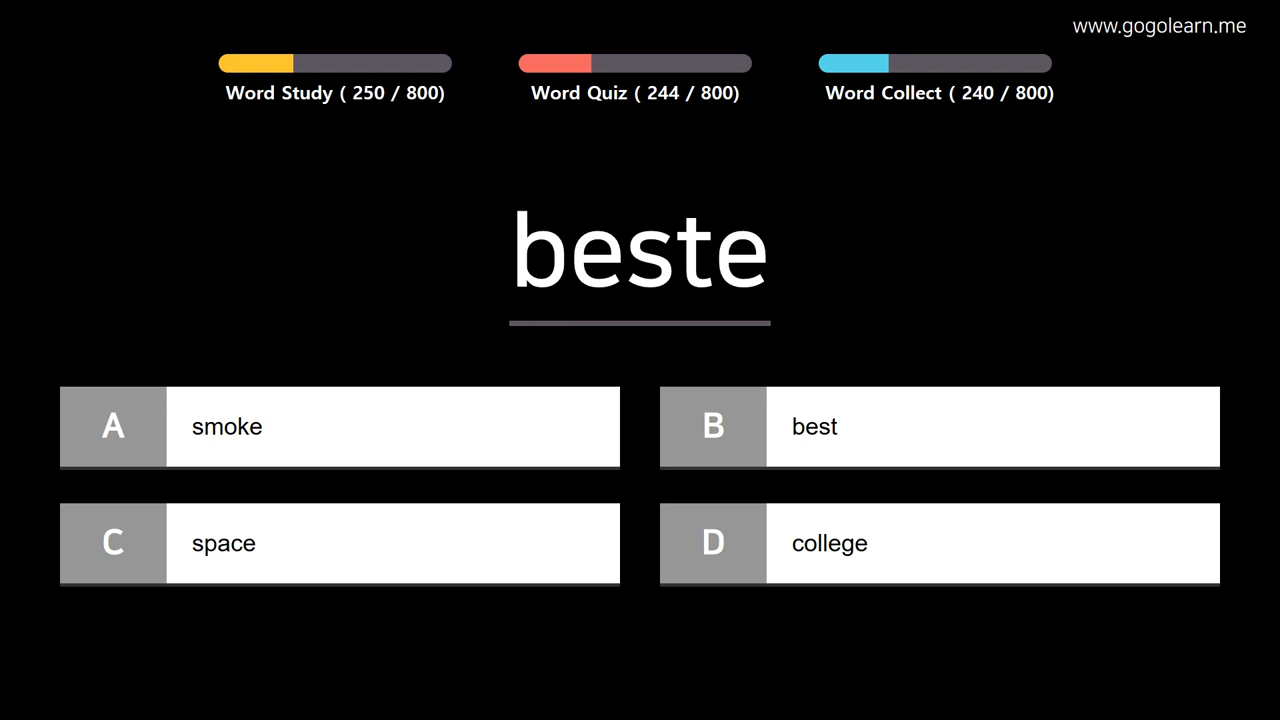 www.gogolearn.me
Word Study ( 250 / 800)
Word Quiz ( 244 / 800)
Word Collect ( 240 / 800)
beste
A smoke
B best
C space
D college